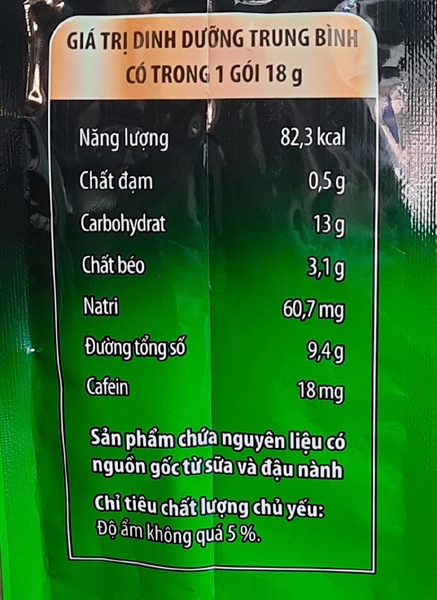 GIÁ TRỊ DINH DƯỠNG TRUNG BÌNH
CÓ TRONG 1 GÓI 18 g
Năng lượng 82,3 kcal
Chất đạm 0,5 g
Carbohydrat 13 g
Chất béo 3,1 g
Natri 60,7 mg
Đường tổng số 9,4 g
Cafein 18 mg
Sản phẩm chứa nguyên liệu có
nguồn gốc từ sữa và đậu nành
Chỉ tiêu chất lượng chủ yếu:
Độ ẩm không quá 5 %.